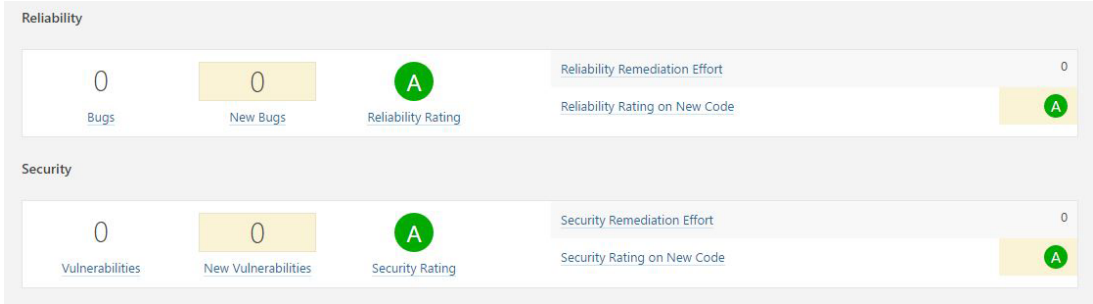 Reliability
0
0
A
Reliability Remediation Effort
0
Bugs
New Bugs
Reliability Rating
Reliability Rating on New Code
A
Security
0
0
A
Security Remediation Effort
0
Vulnerabilities
New Vulnerabilities
Security Rating
Security Rating on New Code
A